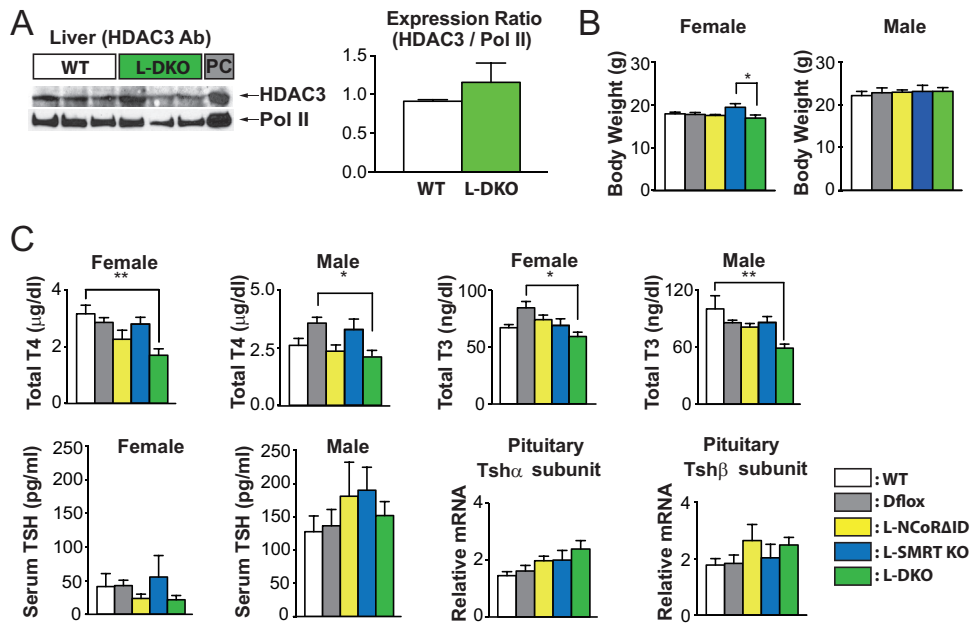 A
Liver (HDAC3 Ab)
WT L-DKO PC
HDAC3
Pol II
Expression Ratio
(HDAC3 / Pol II)
1.5
1.0
0.5
0.0
WT L-DKO
B
Female
Body Weight (g)
30
20
10
0
*
Male
Body Weight (g)
30
20
10
0
C
Female
**
Total T4 (μg/dl)
4
2
0
Male
*
Total T4 (μg/dl)
5.0
2.5
0.0
Female
*
Total T3 (ng/dl)
100
50
0
Male
**
Total T3 (ng/dl)
120
60
0
Female
Serum TSH (pg/ml)
250
200
150
100
50
0
Male
Serum TSH (pg/ml)
250
200
150
100
50
0
Pituitary
Tshα subunit
Relative mRNA
4
2
0
Pituitary
Tshβ subunit
Relative mRNA
4
2
0
: WT
: Dflox
: L-NCoRΔID
: L-SMRT KO
: L-DKO